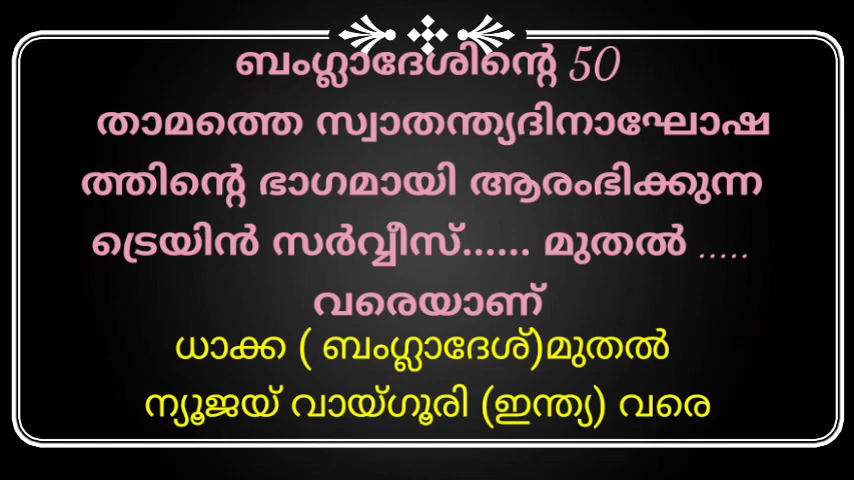 ബംഗ്ലാദേശിന്റെ 50
താമത്തെ സ്വാതന്ത്യദിനാഘോഷ
ത്തിന്റെ ഭാഗമായി ആരംഭിക്കുന്ന
ട്രെയിൻ സർവ്വീസ്...... മുതൽ .....
വരെയാണ്
ധാക്ക ( ബംഗ്ലാദേശ്)മുതൽ
ന്യൂജയ് വായ്ഗൂരി (ഇന്ത്യ) വരെ